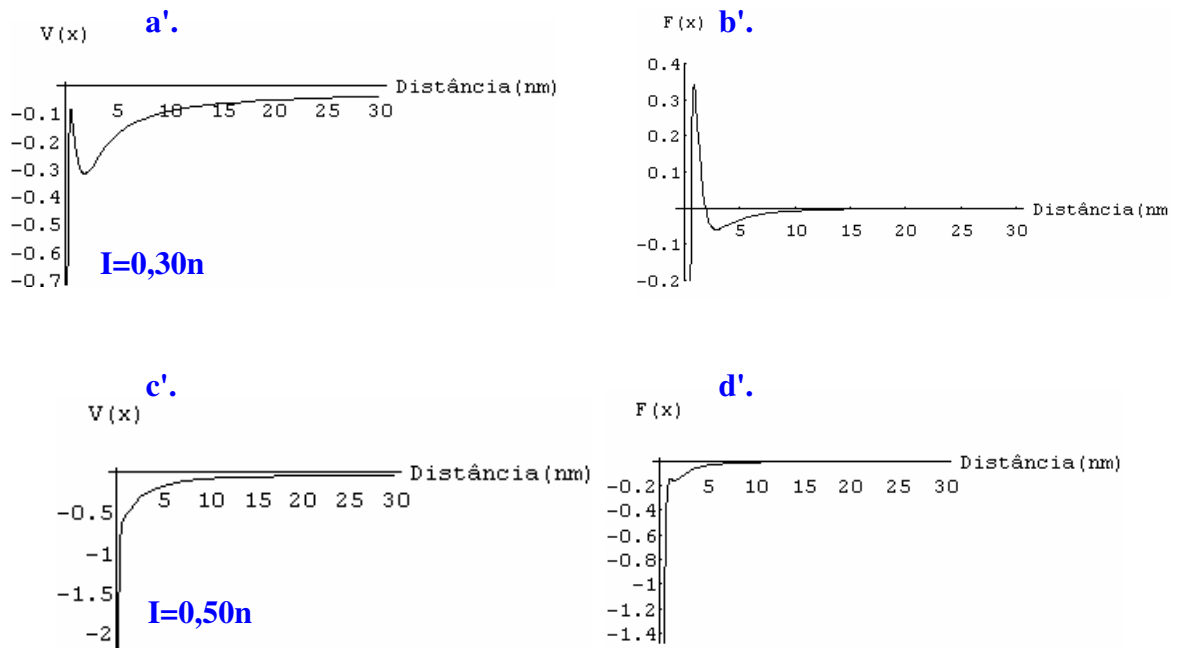 a'.
V(x)
Distância(nm)
5 10 15 20 25 30
-0.1
-0.2
-0.3
-0.4
-0.5
-0.6
-0.7
I=0,30n
b'.
F(x)
0.4
0.3
0.2
0.1
Distância(nm
5 10 15 20 25 30
-0.1
-0.2
c'.
V(x)
Distância(nm)
5 10 15 20 25 30
-0.5
-1
-1.5
-2
I=0,50n
d'.
F(x)
Distância(nm)
5 10 15 20 25 30
-0.2
-0.4
-0.6
-0.8
-1
-1.2
-1.4